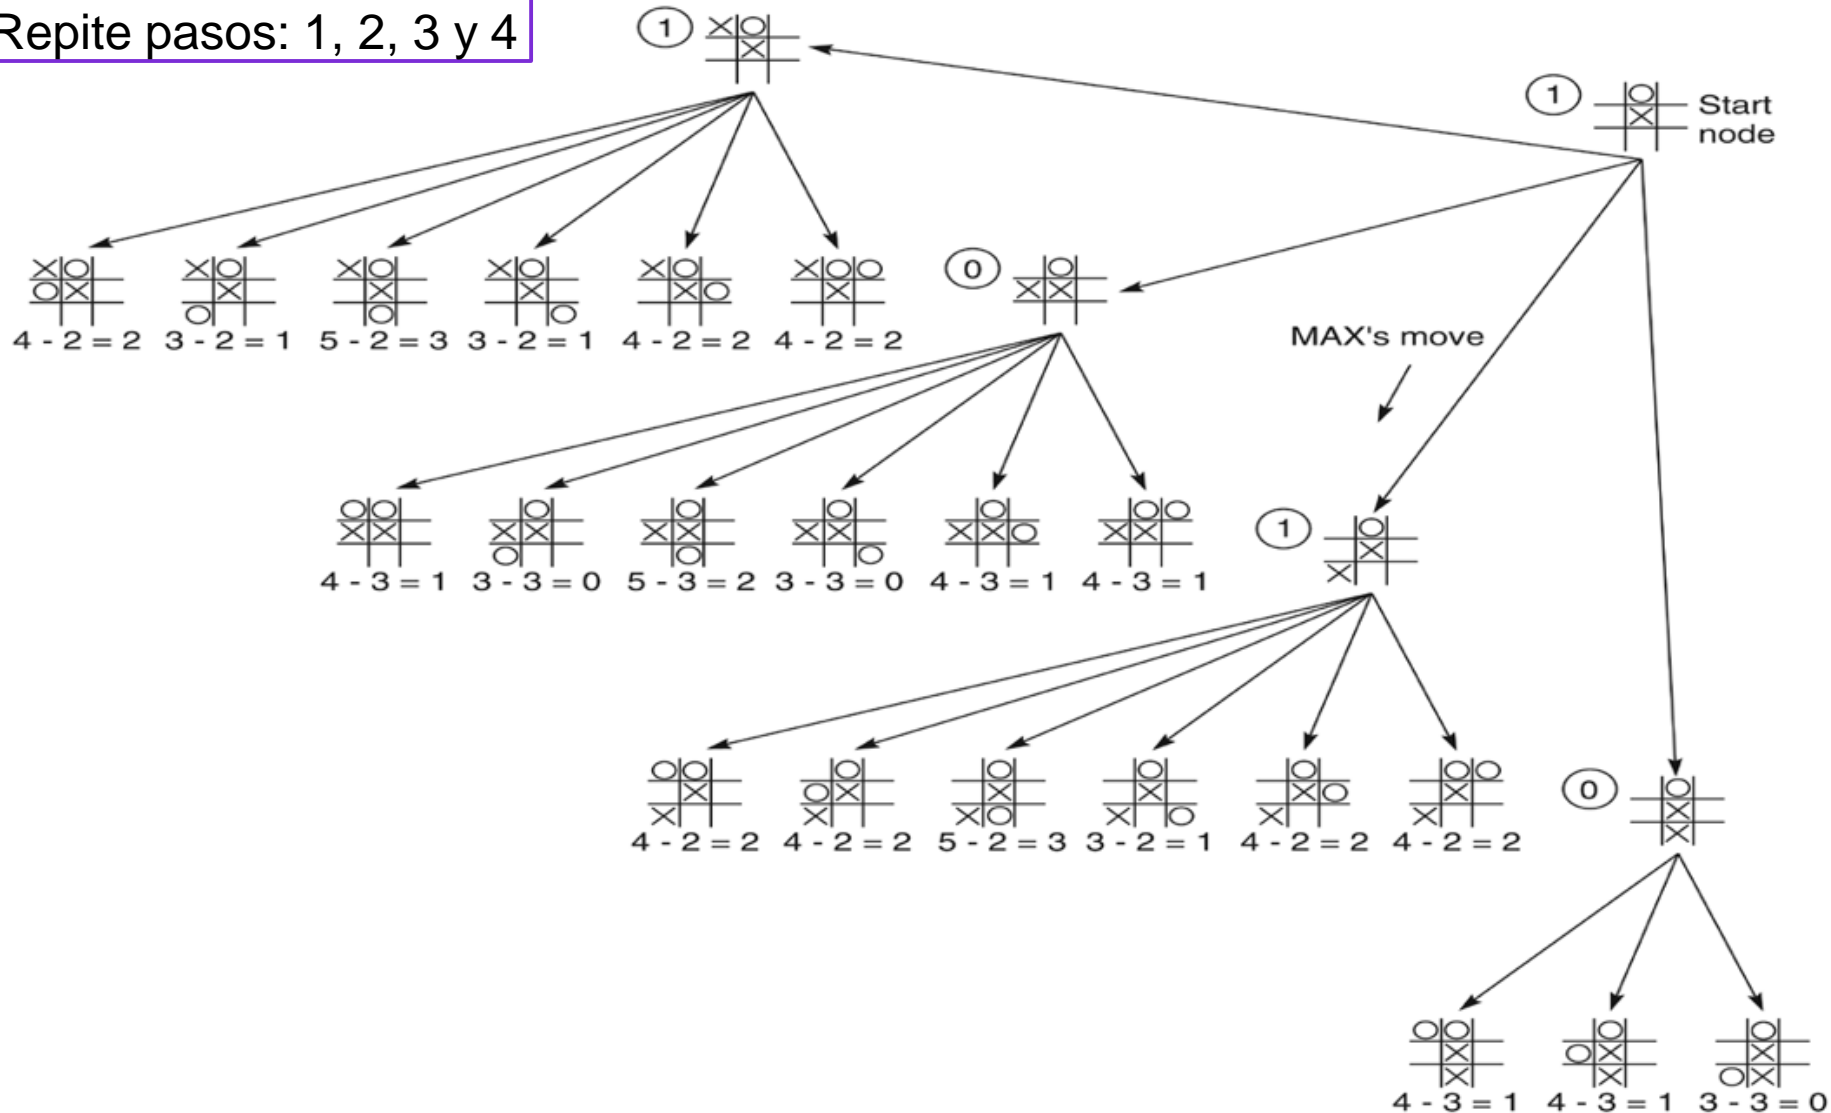 Repite pasos: 1, 2, 3 y 4
1
X O
X
1
O
X
Start
node
X O
O X
X O
X
O
X O
X
O
X O
X
O
X O
X O
X O O
X
4 - 2 = 2 3 - 2 = 1 5 - 2 = 3 3 - 2 = 1 4 - 2 = 2 4 - 2 = 2
0
O
X X
MAX's move
O O
X X
O
X X
O
O
X X
O
O
X X
O
O
X X O
O O
X X
4 - 3 = 1 3 - 3 = 0 5 - 3 = 2 3 - 3 = 0 4 - 3 = 1 4 - 3 = 1
1
O
X
X
O O
X
X
O
O X
X
O
X
X O
O
X
X O
O
X O
X
O O
X
X
4 - 2 = 2 4 - 2 = 2 5 - 2 = 3 3 - 2 = 1 4 - 2 = 2 4 - 2 = 2
0
O
X
X
O O
X
X
O
O X
X
O
X
O X
4 - 3 = 1 4 - 3 = 1 3 - 3 = 0